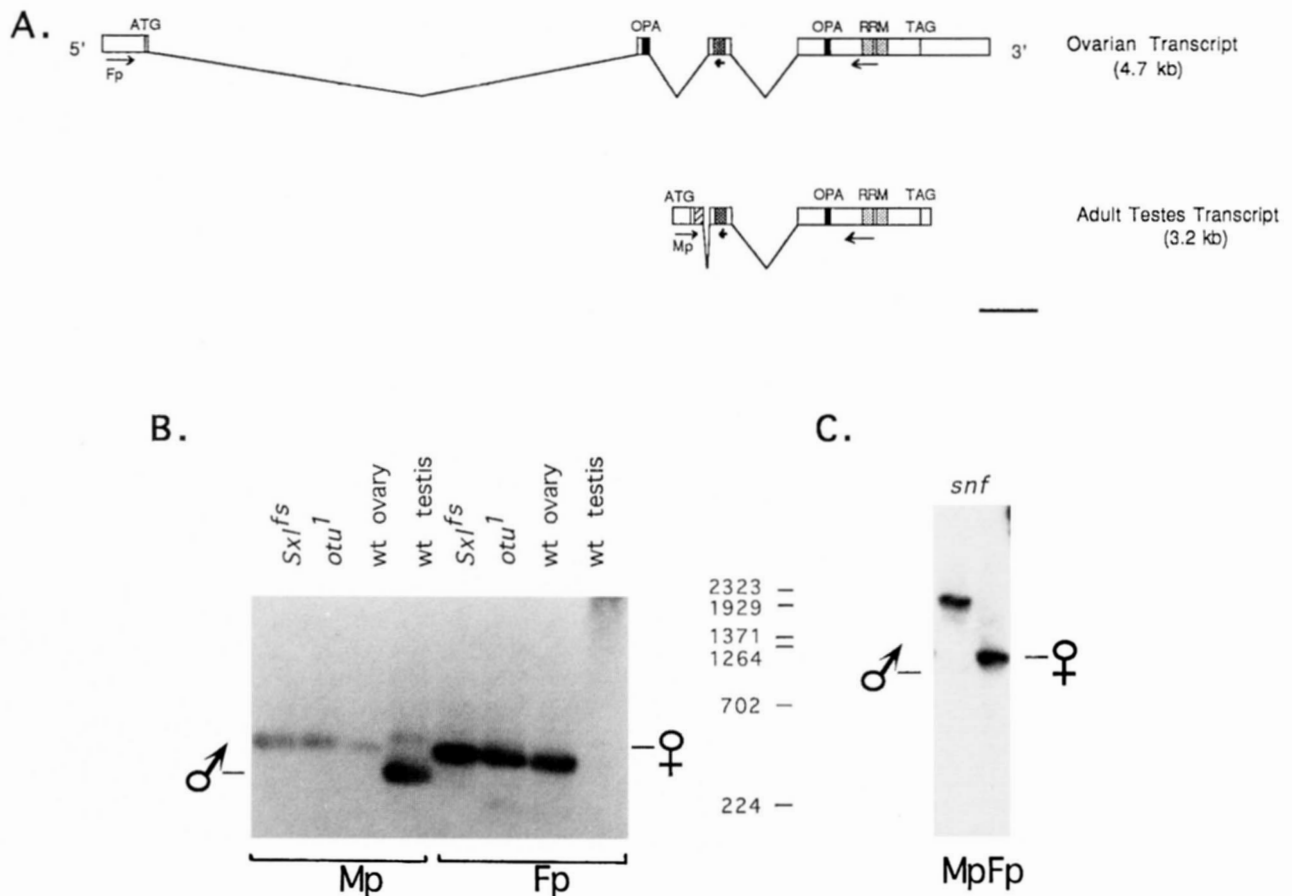 A.
5' ATG OPA OPA RRM TAG 3'
Fp
Ovarian Transcript
(4.7 kb)
ATG OPA RRM TAG
Mp
Adult Testes Transcript
(3.2 kb)
B.
Sxl^fs otu^1 wt ovary wt testis Sxl^fs otu^1 wt ovary wt testis
♂ ♀
Mp Fp
C.
snf
2323
1929
1371
1264
702
224
♂ ♀
MpFp